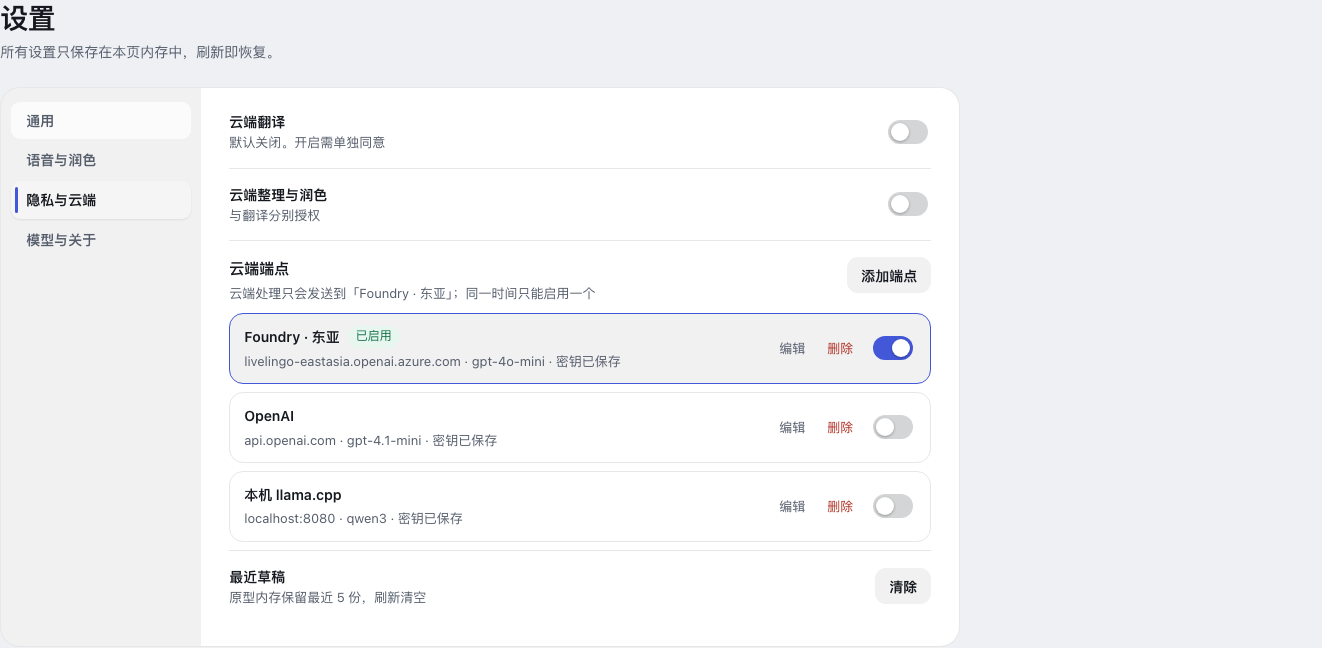 设置
所有设置只保存在本页内存中，刷新即恢复。
通用
语音与润色
隐私与云端
模型与关于
云端翻译
默认关闭。开启需单独同意
云端整理与润色
与翻译分别授权
云端端点
云端处理只会发送到「Foundry · 东亚」；同一时间只能启用一个
添加端点
Foundry · 东亚 已启用
livelingo-eastasia.openai.azure.com · gpt-4o-mini · 密钥已保存
编辑 删除
OpenAI
api.openai.com · gpt-4.1-mini · 密钥已保存
编辑 删除
本机 llama.cpp
localhost:8080 · qwen3 · 密钥已保存
编辑 删除
最近草稿
原型内存保留最近 5 份，刷新清空
清除